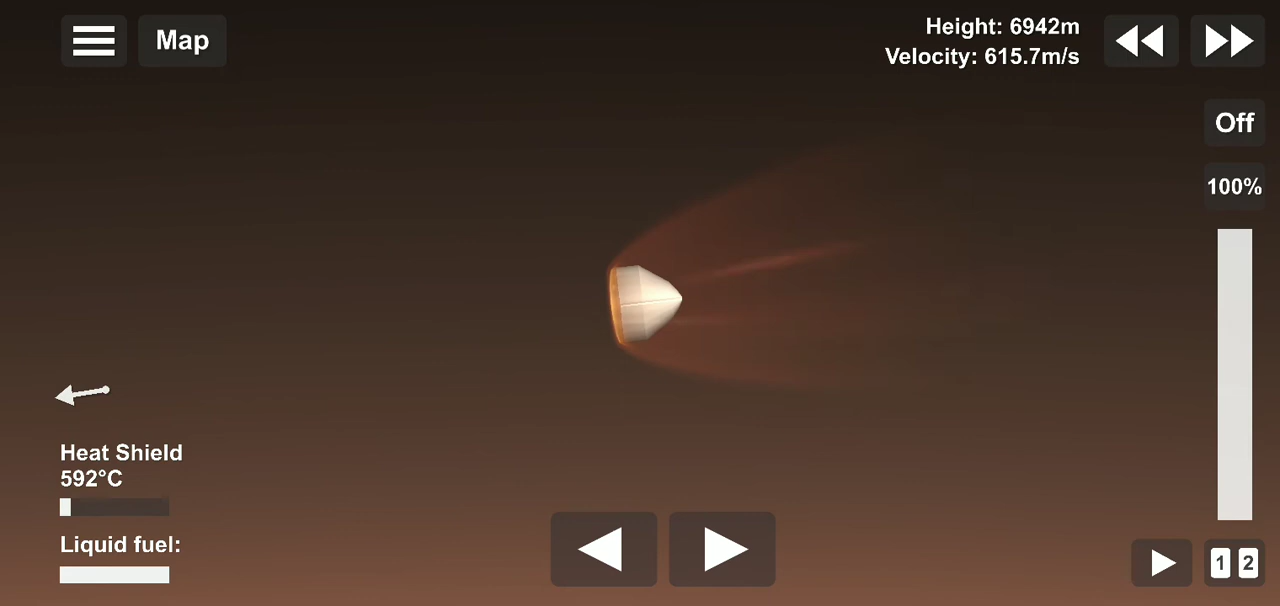 Map
Height: 6942m
Velocity: 615.7m/s
Off
100%
Heat Shield
592°C
Liquid fuel:
1 2